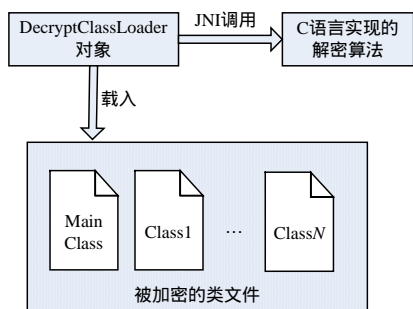 DecryptClassLoader
对象
JNI调用
C语言实现的
解密算法
载入
Main
Class
Class1
…
ClassN
被加密的类文件